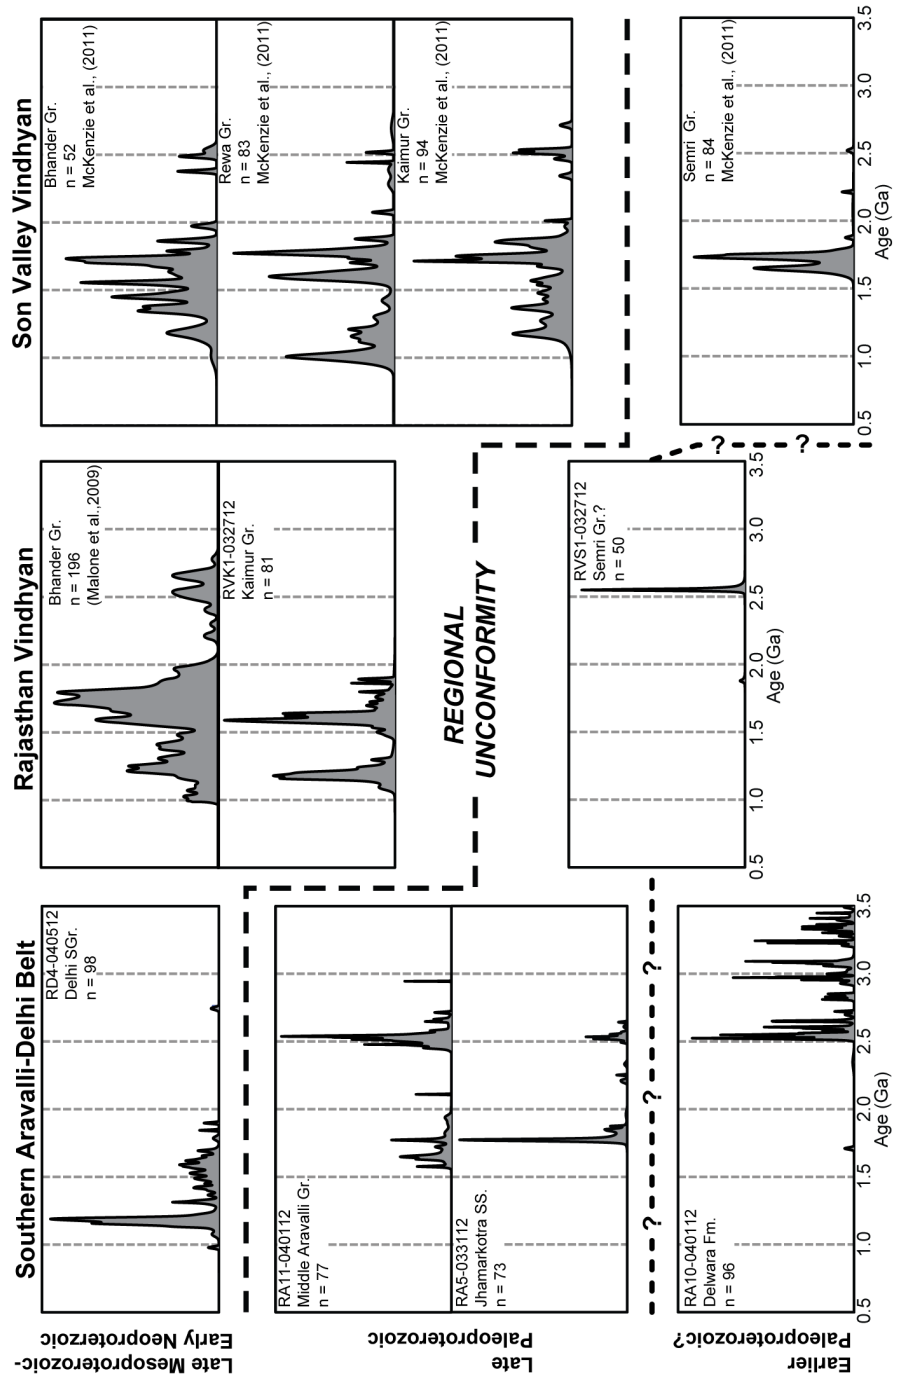 Southern Aravalli-Delhi Belt
Rajasthan Vindhyan
Son Valley Vindhyan
Late Mesoproterozoic-
Early Neoproterzoic
RD4-040512
Delhi SGr.
n = 98
Late
Paleoproterozoic
RA11-040112
Middle Aravalli Gr.
n = 77
RA5-033112
Jhamarkotra SS.
n = 73
? ? ?
Earlier
Paleoproterozoic?
RA10-040112
Delwara Fm.
n = 96
0.5 1.0 1.5 2.0 2.5 3.0 3.5
Age (Ga)
Bhander Gr.
n = 196
(Malone et al.,2009)
RVK1-032712
Kaimur Gr.
n = 81
REGIONAL
UNCONFORMITY
RVS1-032712
Semri Gr.?
n = 50
0.5 1.0 1.5 2.0 2.5 3.0 3.5
Age (Ga)
? ?
Bhander Gr.
n = 52
McKenzie et al., (2011)
Rewa Gr.
n = 83
McKenzie et al., (2011)
Kaimur Gr.
n = 94
McKenzie et al., (2011)
Semri Gr.
n = 84
McKenzie et al., (2011)
0.5 1.0 1.5 2.0 2.5 3.0 3.5
Age (Ga)